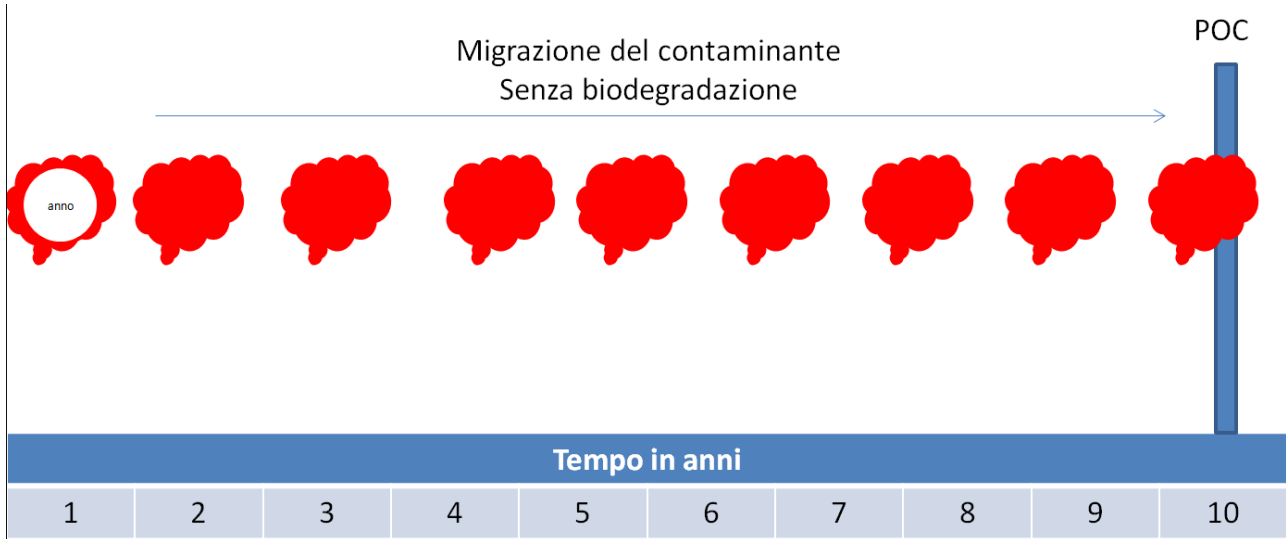 Migrazione del contaminante
Senza biodegradazione
POC
anno
Tempo in anni
1 2 3 4 5 6 7 8 9 10